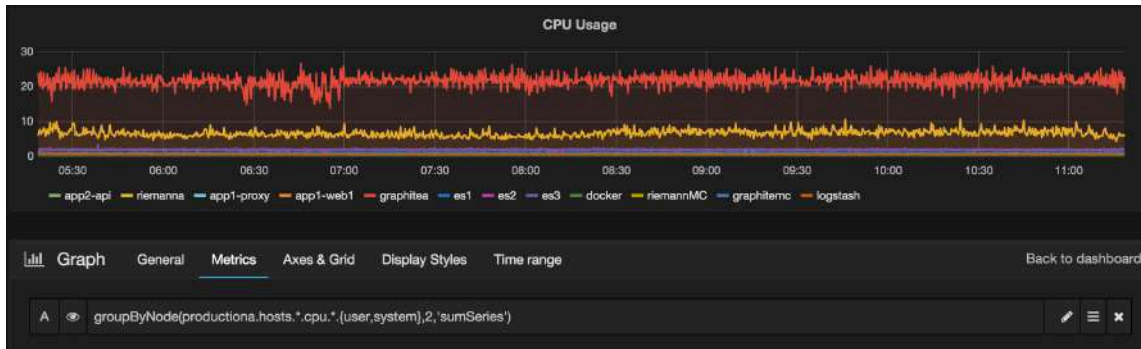 CPU Usage
30
20
10
0
05:30 06:00 06:30 07:00 07:30 08:00 08:30 09:00 09:30 10:00 10:30 11:00
app2-api riemanna app1-proxy app1-web1 graphitea es1 es2 es3 docker riemannMC graphitemc logstash
Graph General Metrics Axes & Grid Display Styles Time range Back to dashboard
A groupByNode(productiona.hosts.*.cpu.*.{user,system},2,'sumSeries')